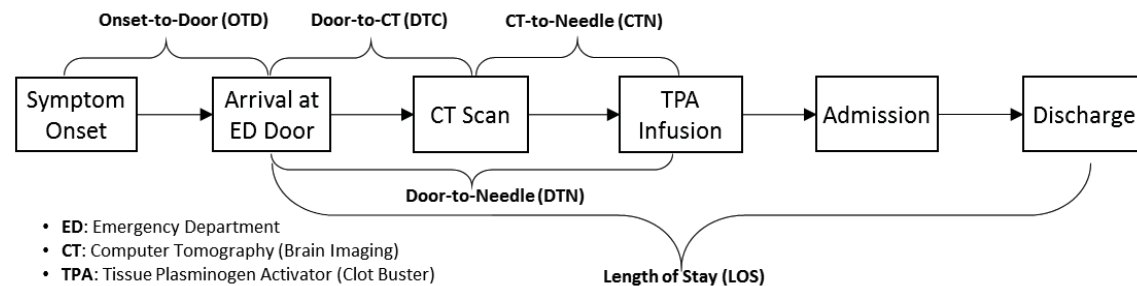 Onset-to-Door (OTD)
Door-to-CT (DTC)
CT-to-Needle (CTN)
Symptom
Onset
Arrival at
ED Door
CT Scan
TPA
Infusion
Admission
Discharge
Door-to-Needle (DTN)
• ED: Emergency Department
• CT: Computer Tomography (Brain Imaging)
• TPA: Tissue Plasminogen Activator (Clot Buster)
Length of Stay (LOS)